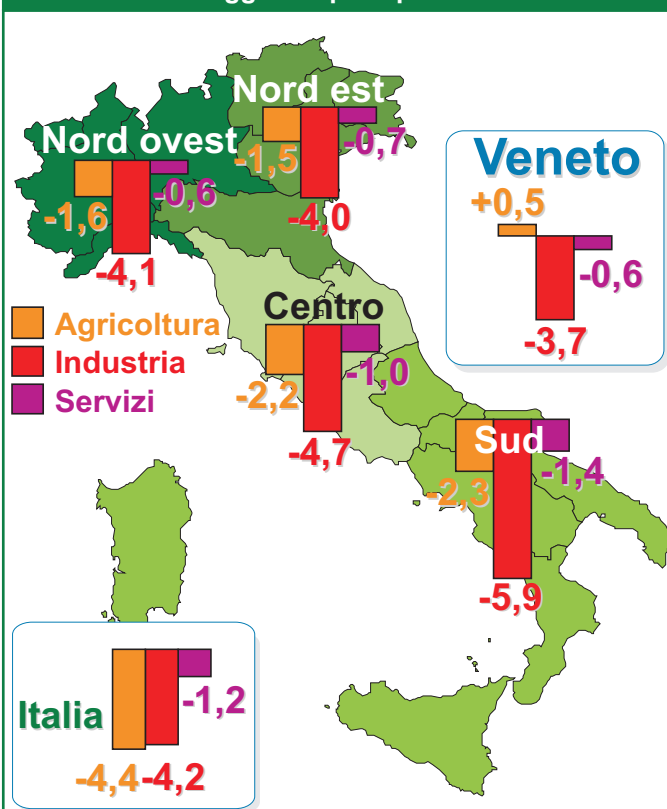 Nord est
-1,5
-4,0
-0,7
Nord ovest
-1,6
-4,1
-0,6
Veneto
+0,5
-3,7
-0,6
Agricoltura
Industria
Servizi
Centro
-2,2
-4,7
-1,0
Sud
-2,3
-5,9
-1,4
Italia
-4,4
-4,2
-1,2